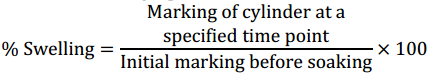 Marking of cylinder at a
specified time point
% Swelling = × 100
Initial marking before soaking